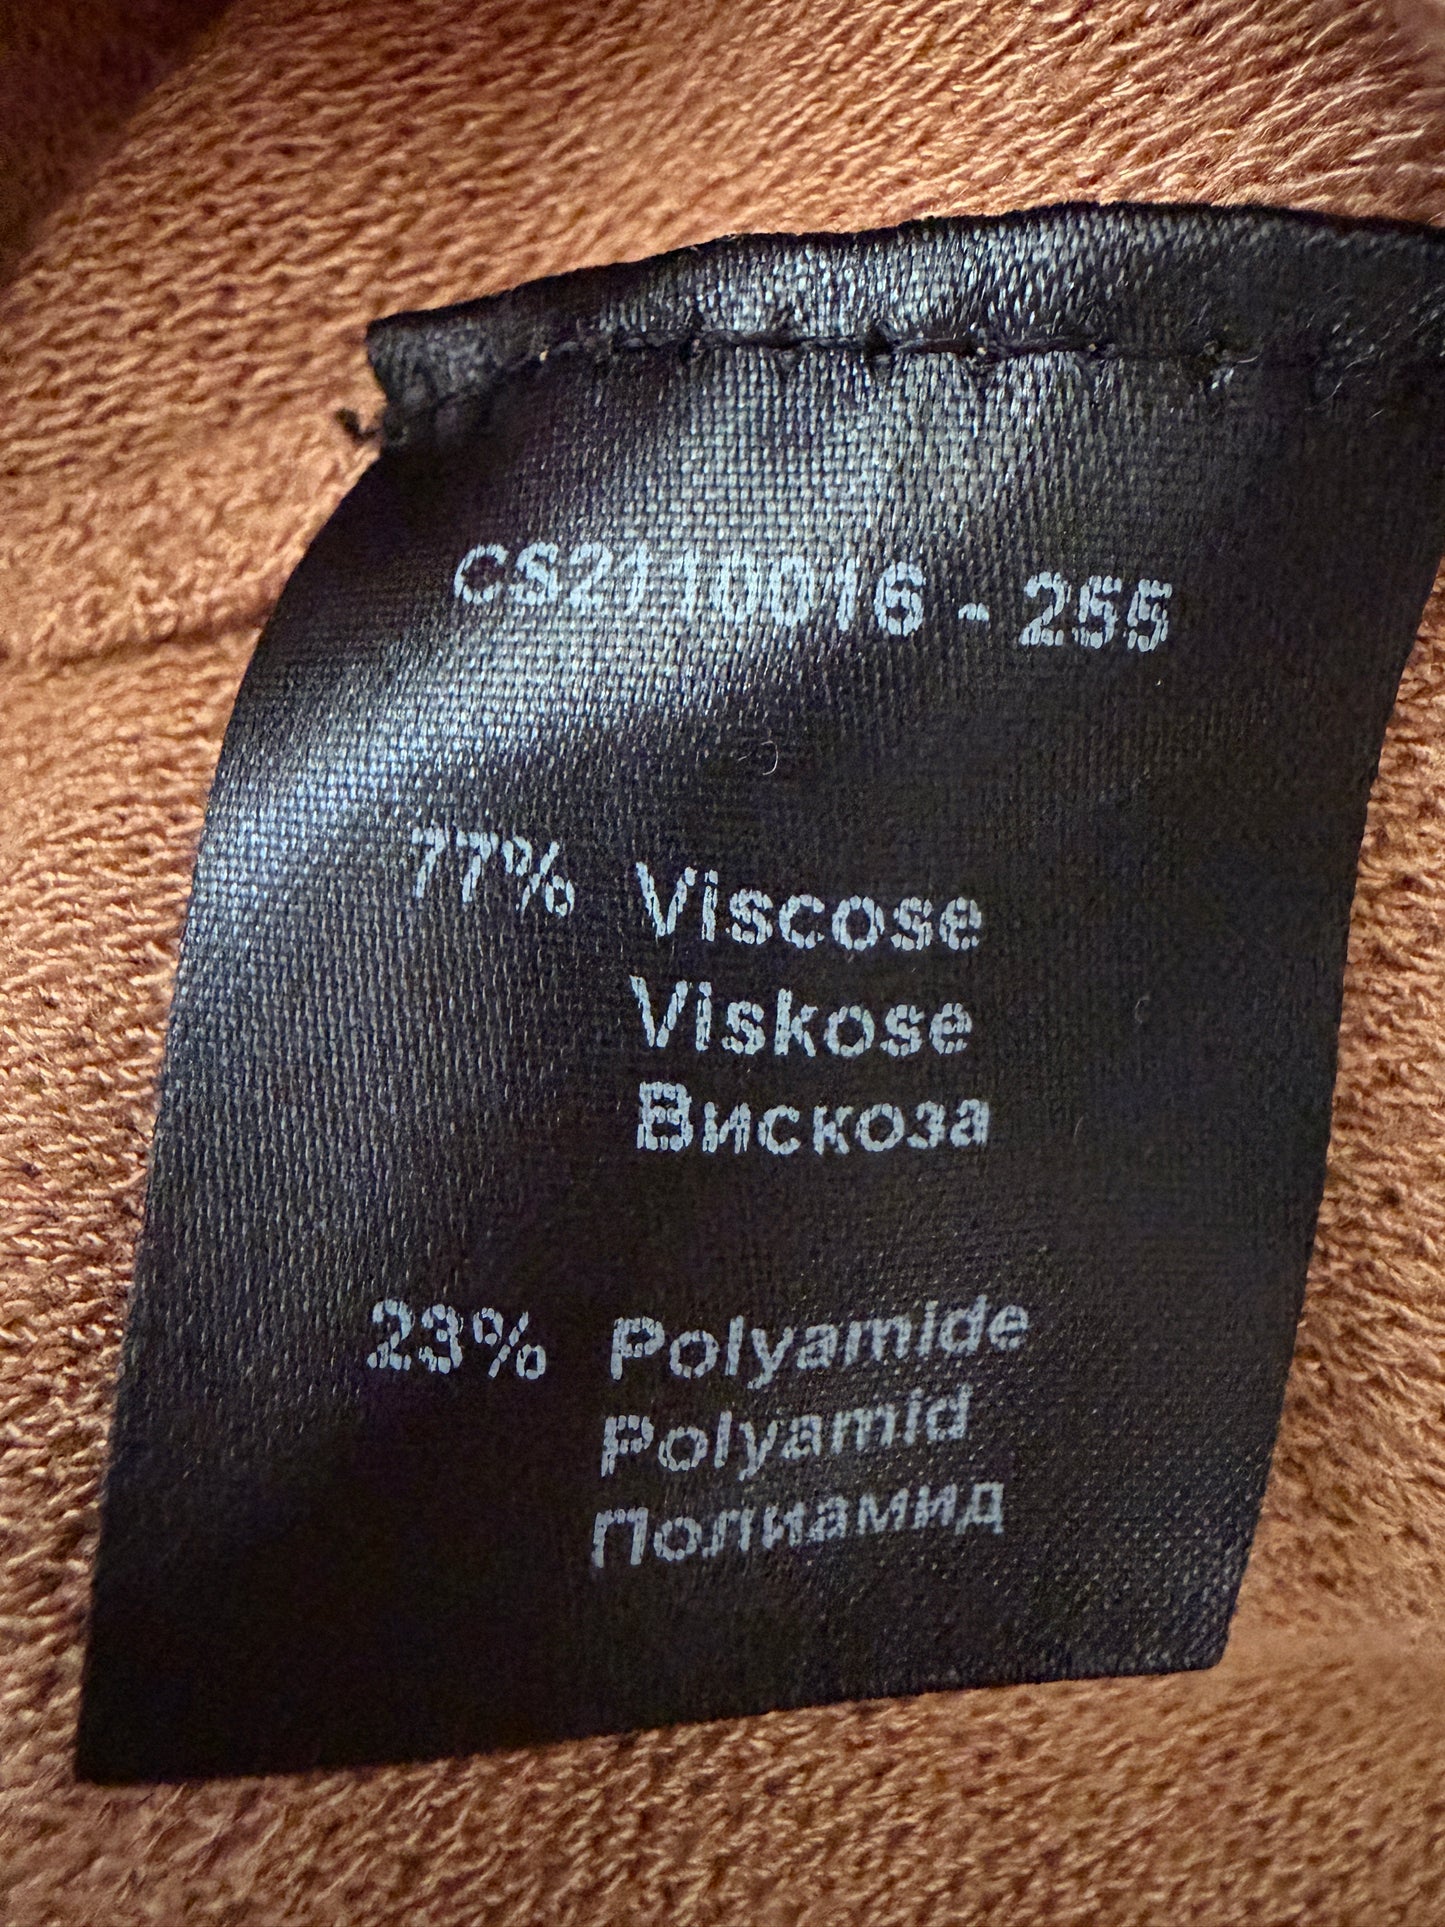 CS2110016 - 255
77% Viscose
Viskose
Вискоза
23% Polyamide
Polyamid
Полиамид